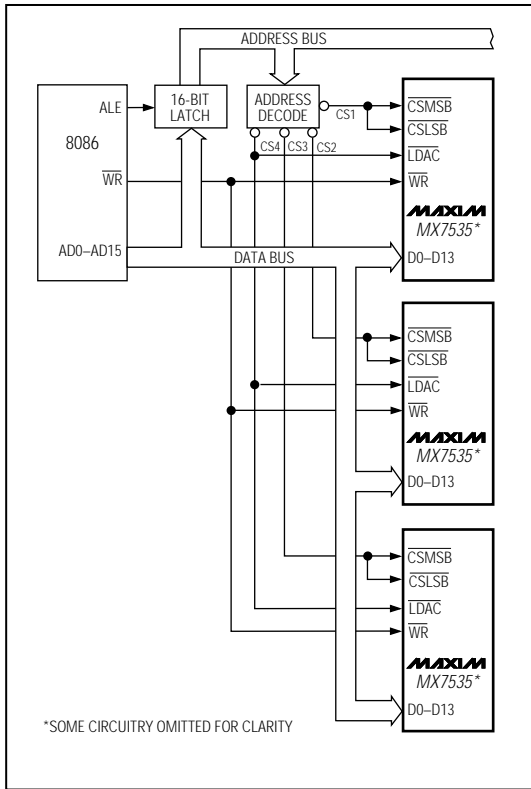 ADDRESS BUS
ALE
16-BIT
LATCH
ADDRESS
DECODE
CS1
CSMSB
CSLSB
8086
CS4
CS3
CS2
LDAC
WR
WR
MAXIM
MX7535*
AD0–AD15
DATA BUS
D0–D13
CSMSB
CSLSB
LDAC
WR
MAXIM
MX7535*
D0–D13
CSMSB
CSLSB
LDAC
WR
MAXIM
MX7535*
D0–D13
*SOME CIRCUITRY OMITTED FOR CLARITY